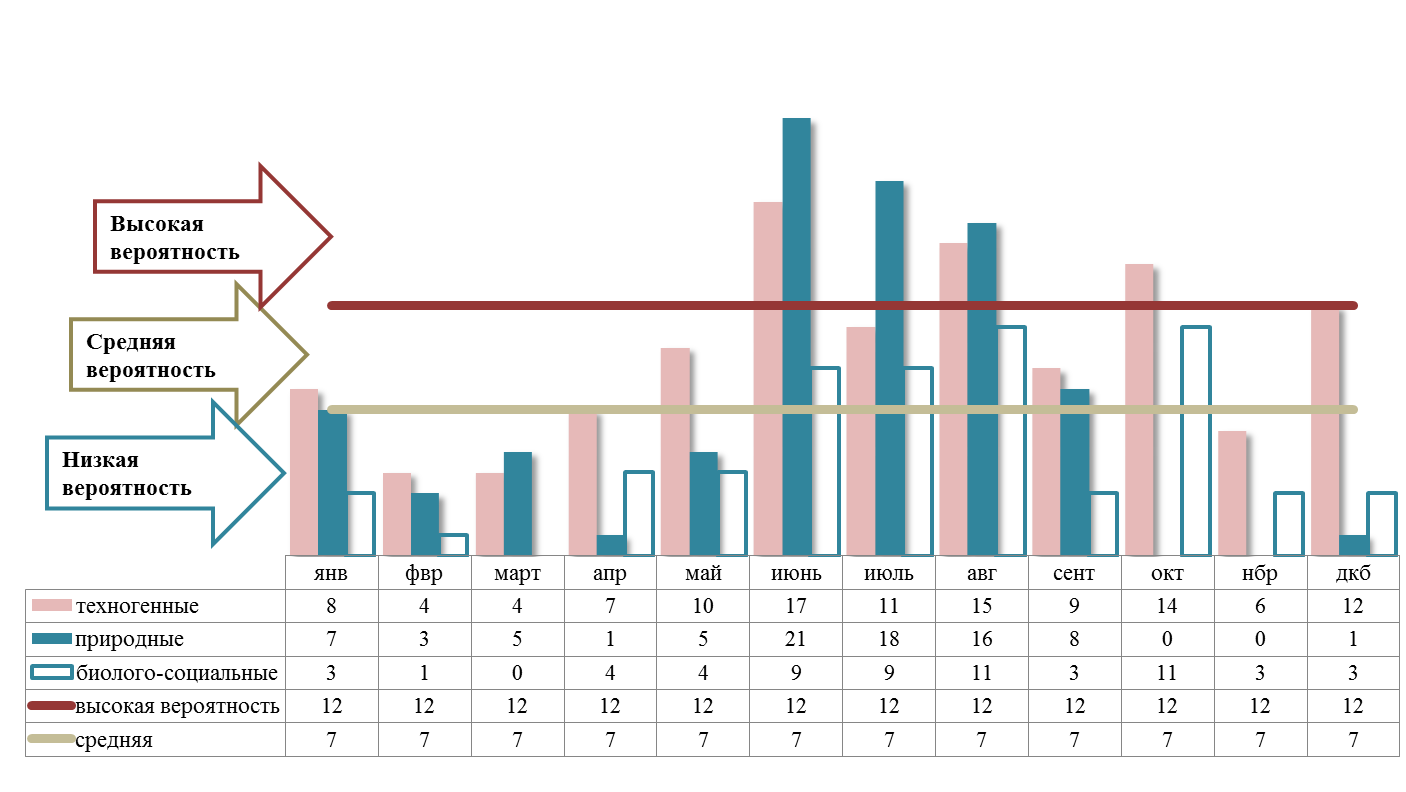 Высокая
вероятность
Средняя
вероятность
Низкая
вероятность
янв фвр март апр май июнь июль авг сент окт нбр дкб
техногенные 8 4 4 7 10 17 11 15 9 14 6 12
природные 7 3 5 1 5 21 18 16 8 0 0 1
биолого-социальные 3 1 0 4 4 9 9 11 3 11 3 3
высокая вероятность 12 12 12 12 12 12 12 12 12 12 12 12
средняя 7 7 7 7 7 7 7 7 7 7 7 7